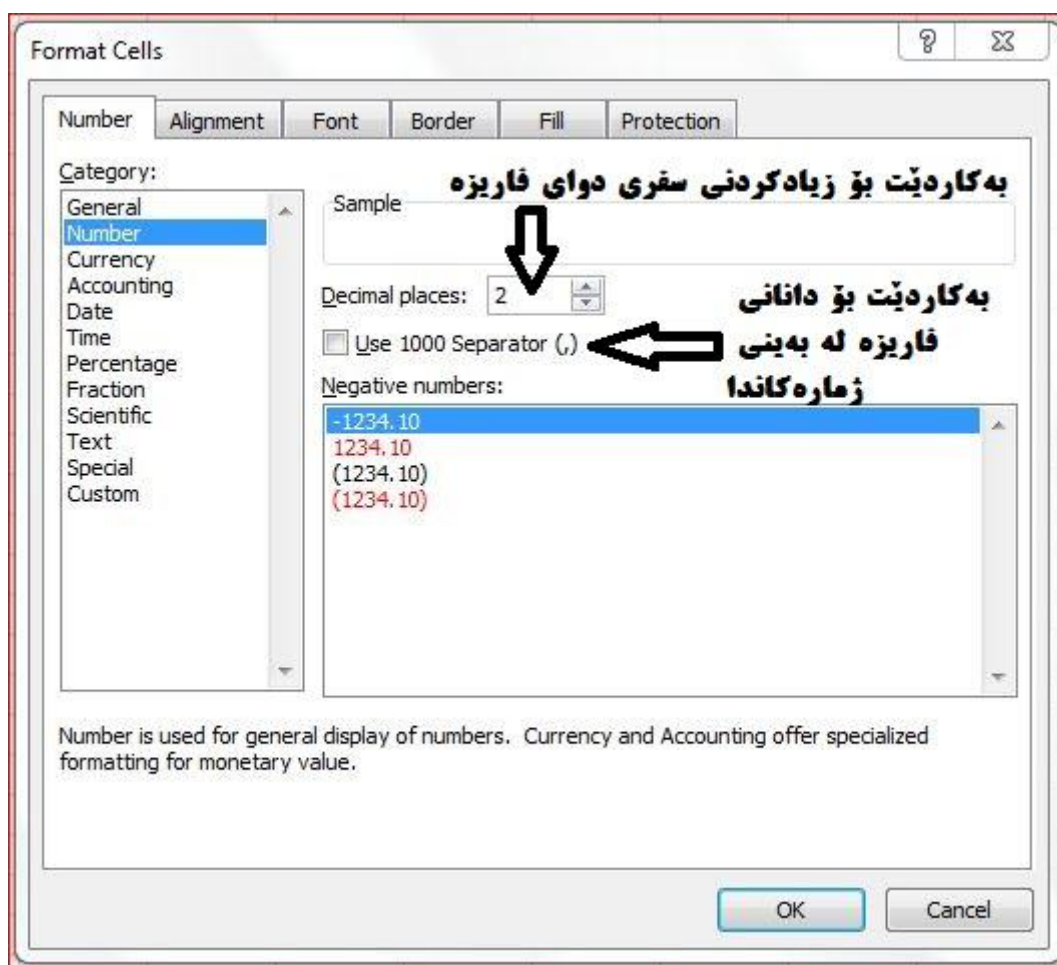 Format Cells
Number Alignment Font Border Fill Protection
Category:
General
Number
Currency
Accounting
Date
Time
Percentage
Fraction
Scientific
Text
Special
Custom
بەکاردێت بۆ زیادکردنی سفری دوای فاریزە
Sample
Decimal places: 2
بەکاردێت بۆ دانانی
فاریزە لە بەینی
ژمارەکاندا
Use 1000 Separator (,)
Negative numbers:
-1234.10
1234.10
(1234.10)
(1234.10)
Number is used for general display of numbers. Currency and Accounting offer specialized
formatting for monetary value.
OK Cancel